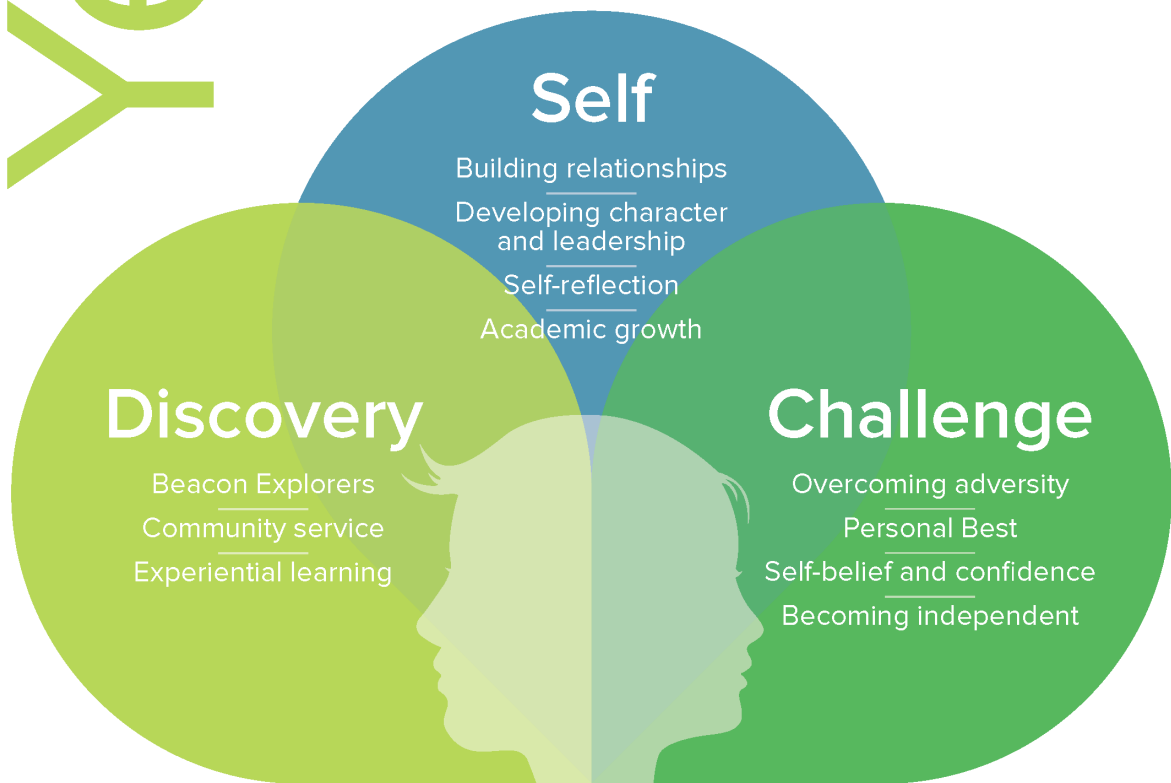 Ye
Self
Building relationships
Developing character
and leadership
Self-reflection
Academic growth
Discovery
Beacon Explorers
Community service
Experiential learning
Challenge
Overcoming adversity
Personal Best
Self-belief and confidence
Becoming independent